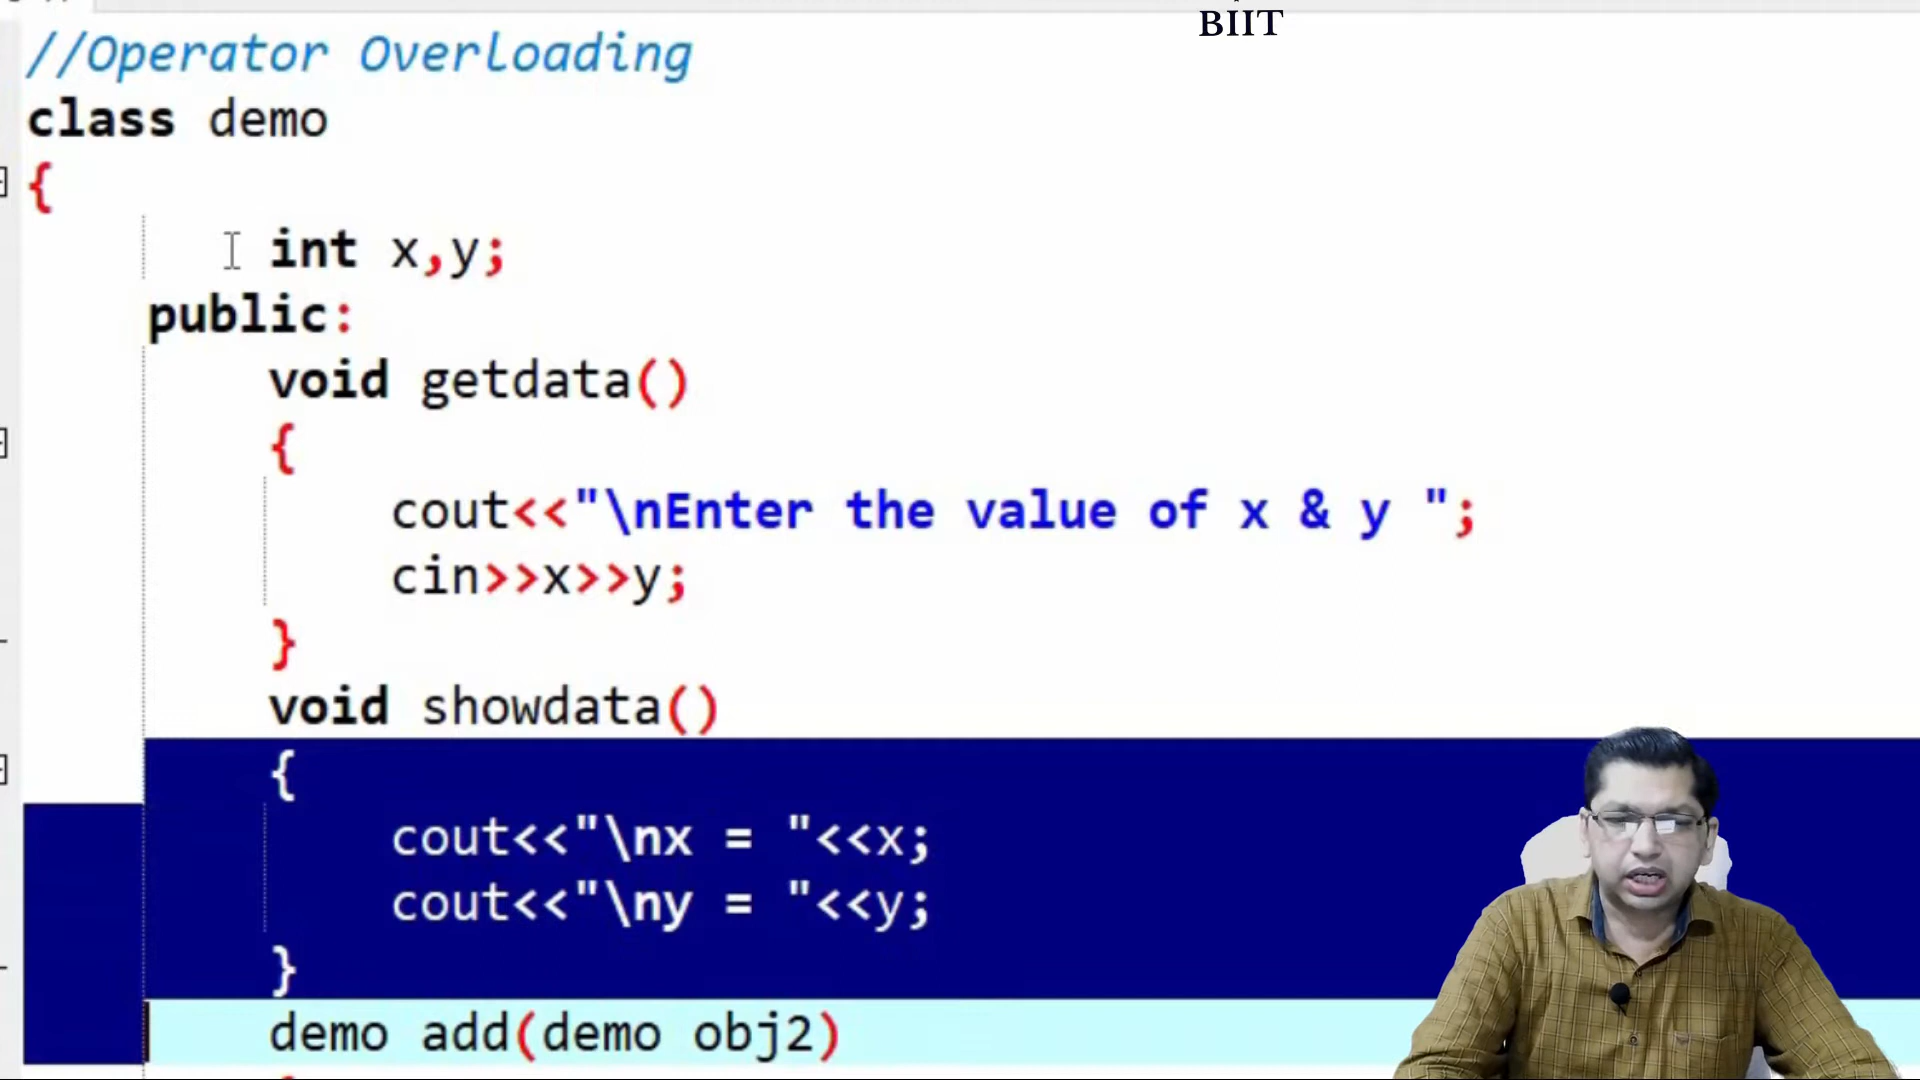 BIIT
//Operator Overloading
class demo
{
int x,y;
public:
void getdata()
{
cout<<"\nEnter the value of x & y ";
cin>>x>>y;
}
void showdata()
{
cout<<"\nx = "<<x;
cout<<"\ny = "<<y;
}
demo add(demo obj2)